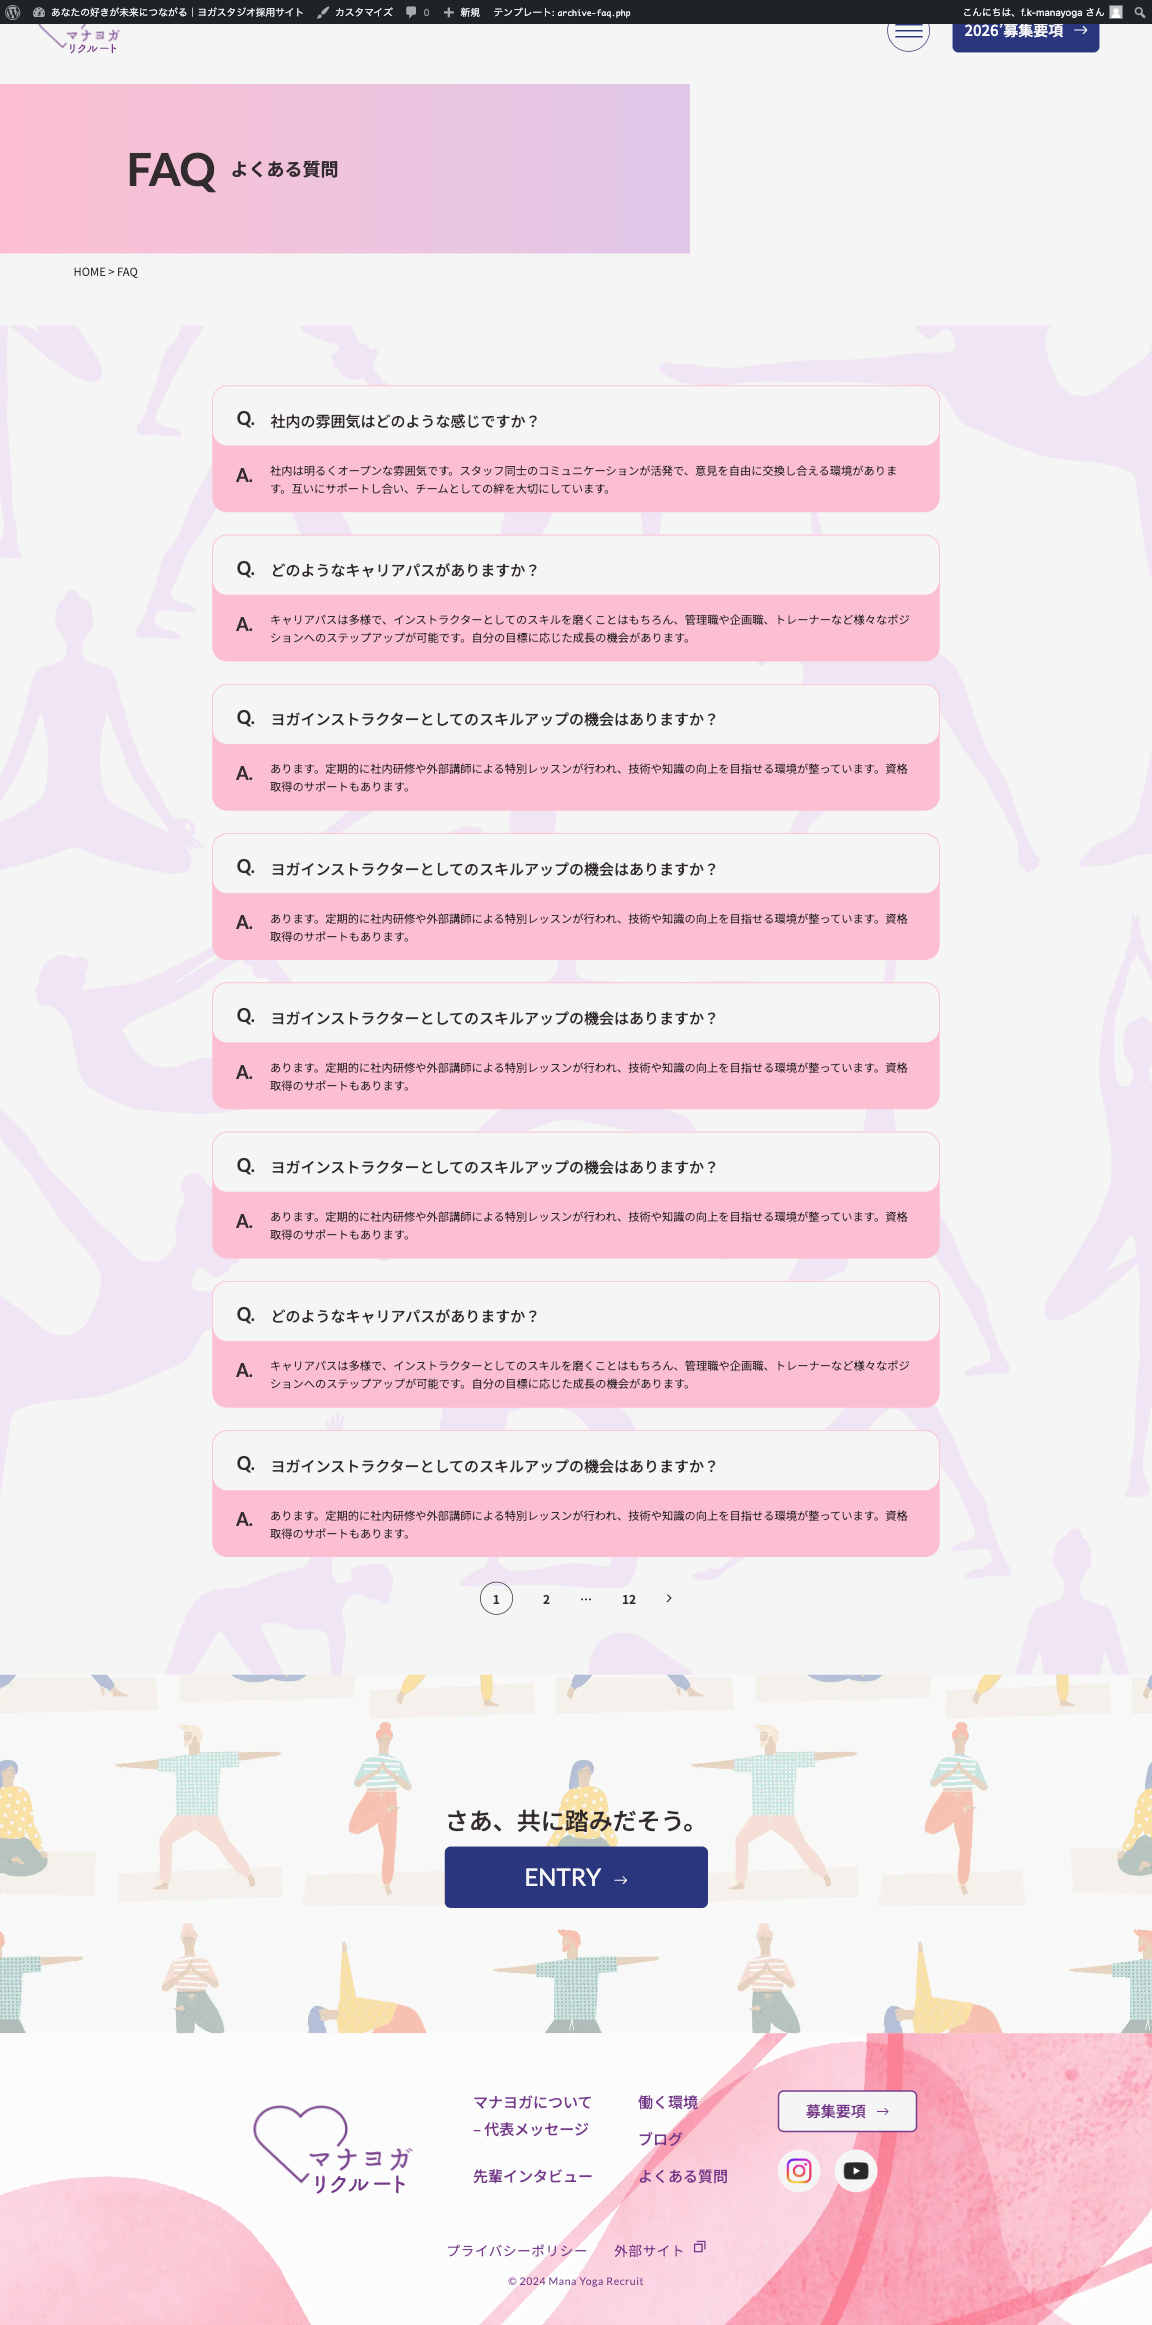 あなたの好きが未来につながる｜ヨガスタジオ採用サイト カスタマイズ 0 新規 テンプレート: archive-faq.php こんにちは、f.k-manayoga さん
マナヨガ
リクルート
2026’募集要項 →
FAQ よくある質問
HOME > FAQ
Q. 社内の雰囲気はどのような感じですか？
A. 社内は明るくオープンな雰囲気です。スタッフ同士のコミュニケーションが活発で、意見を自由に交換し合える環境がありま
す。互いにサポートし合い、チームとしての絆を大切にしています。
Q. どのようなキャリアパスがありますか？
A. キャリアパスは多様で、インストラクターとしてのスキルを磨くことはもちろん、管理職や企画職、トレーナーなど様々なポジ
ションへのステップアップが可能です。自分の目標に応じた成長の機会があります。
Q. ヨガインストラクターとしてのスキルアップの機会はありますか？
A. あります。定期的に社内研修や外部講師による特別レッスンが行われ、技術や知識の向上を目指せる環境が整っています。資格
取得のサポートもあります。
Q. ヨガインストラクターとしてのスキルアップの機会はありますか？
A. あります。定期的に社内研修や外部講師による特別レッスンが行われ、技術や知識の向上を目指せる環境が整っています。資格
取得のサポートもあります。
Q. ヨガインストラクターとしてのスキルアップの機会はありますか？
A. あります。定期的に社内研修や外部講師による特別レッスンが行われ、技術や知識の向上を目指せる環境が整っています。資格
取得のサポートもあります。
Q. ヨガインストラクターとしてのスキルアップの機会はありますか？
A. あります。定期的に社内研修や外部講師による特別レッスンが行われ、技術や知識の向上を目指せる環境が整っています。資格
取得のサポートもあります。
Q. どのようなキャリアパスがありますか？
A. キャリアパスは多様で、インストラクターとしてのスキルを磨くことはもちろん、管理職や企画職、トレーナーなど様々なポジ
ションへのステップアップが可能です。自分の目標に応じた成長の機会があります。
Q. ヨガインストラクターとしてのスキルアップの機会はありますか？
A. あります。定期的に社内研修や外部講師による特別レッスンが行われ、技術や知識の向上を目指せる環境が整っています。資格
取得のサポートもあります。
1 2 … 12 >
さあ、共に踏みだそう。
ENTRY →
マナヨガ
リクルート
マナヨガについて
– 代表メッセージ
先輩インタビュー
働く環境
ブログ
よくある質問
募集要項 →
プライバシーポリシー 外部サイト
© 2024 Mana Yoga Recruit